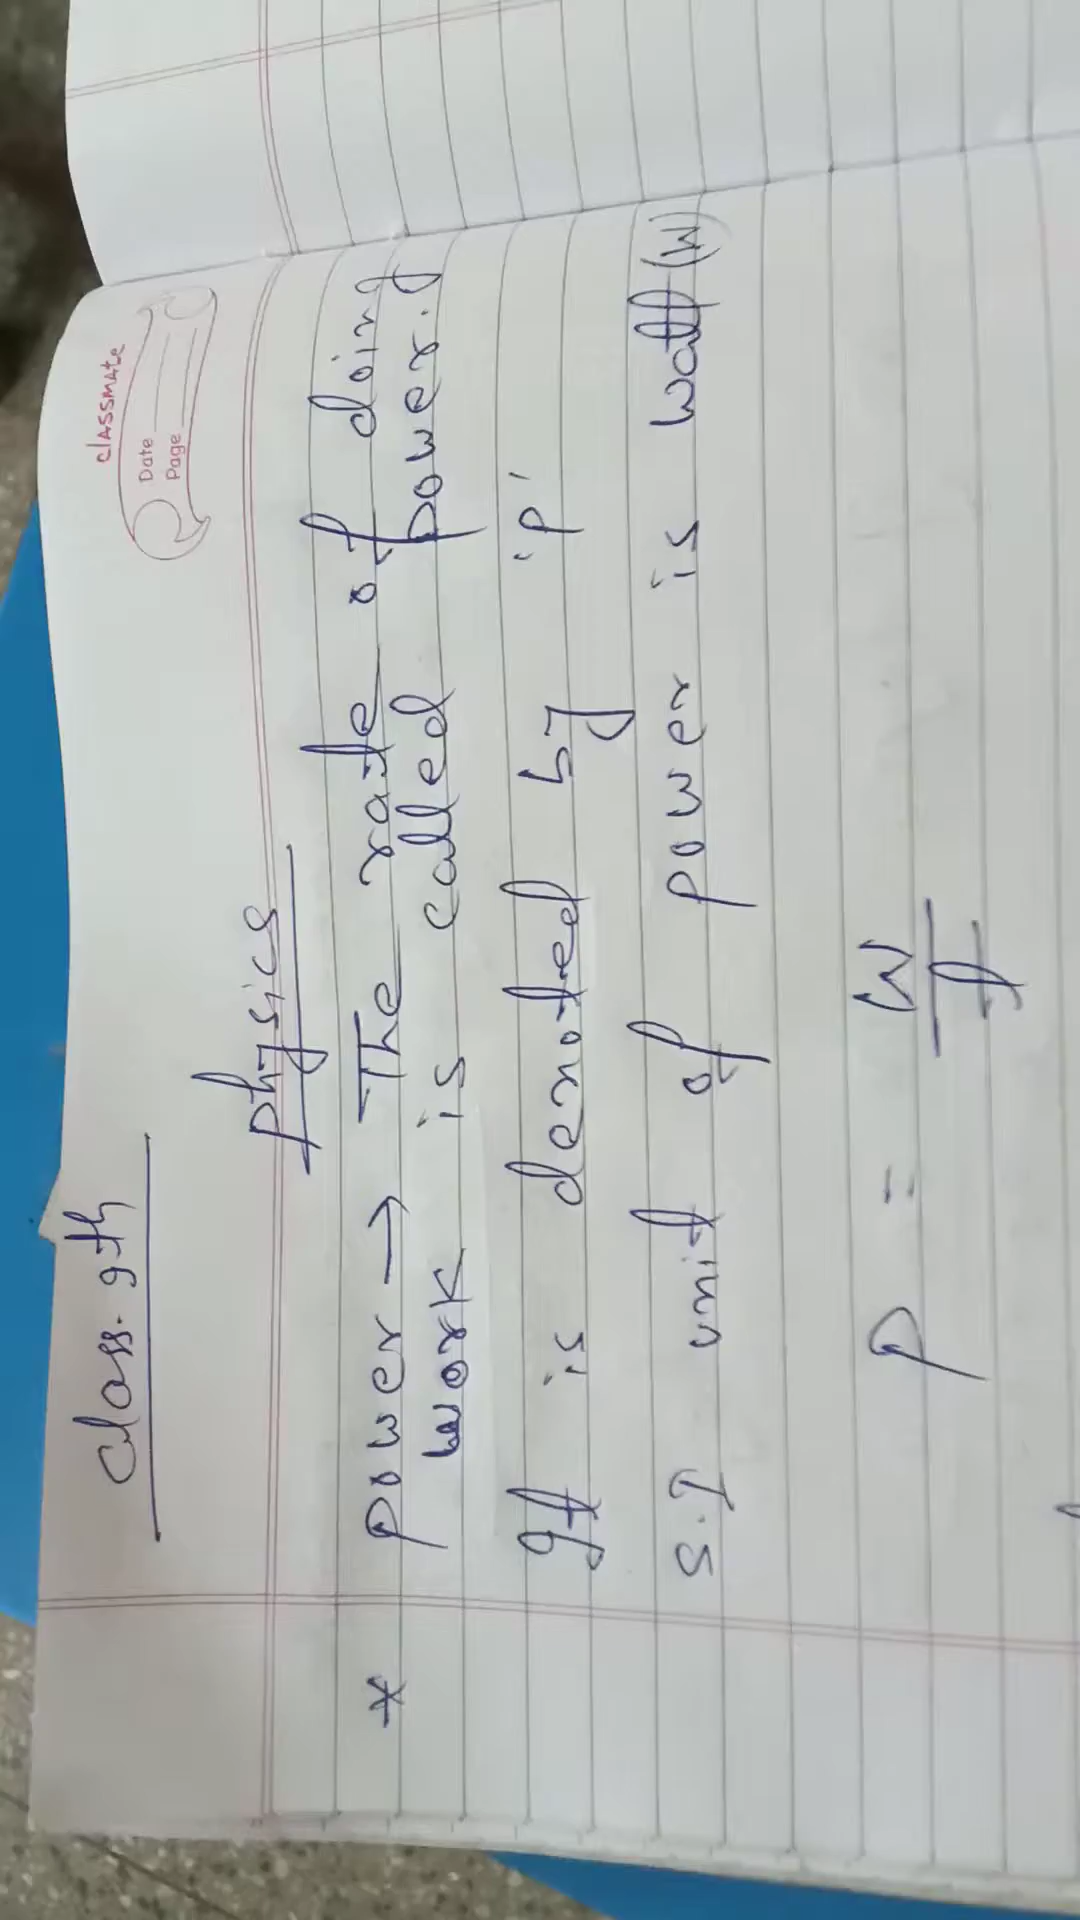 classmate
Date
Page
Class. 9th
physics
* power → The rate of doing
work is called power.
It is denoted by 'p'
S.I unit of power is watt (W)
P = W/t